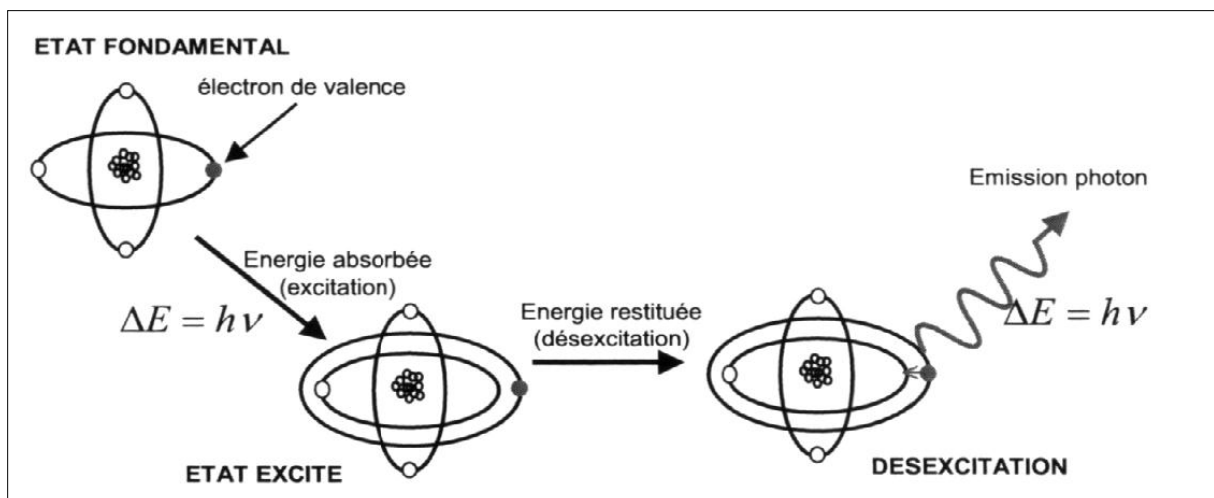 ETAT FONDAMENTAL
électron de valence
Emission photon
Energie absorbée
(excitation)
ΔE = hν
Energie restituée
(désexcitation)
ΔE = hν
ETAT EXCITE
DESEXCITATION